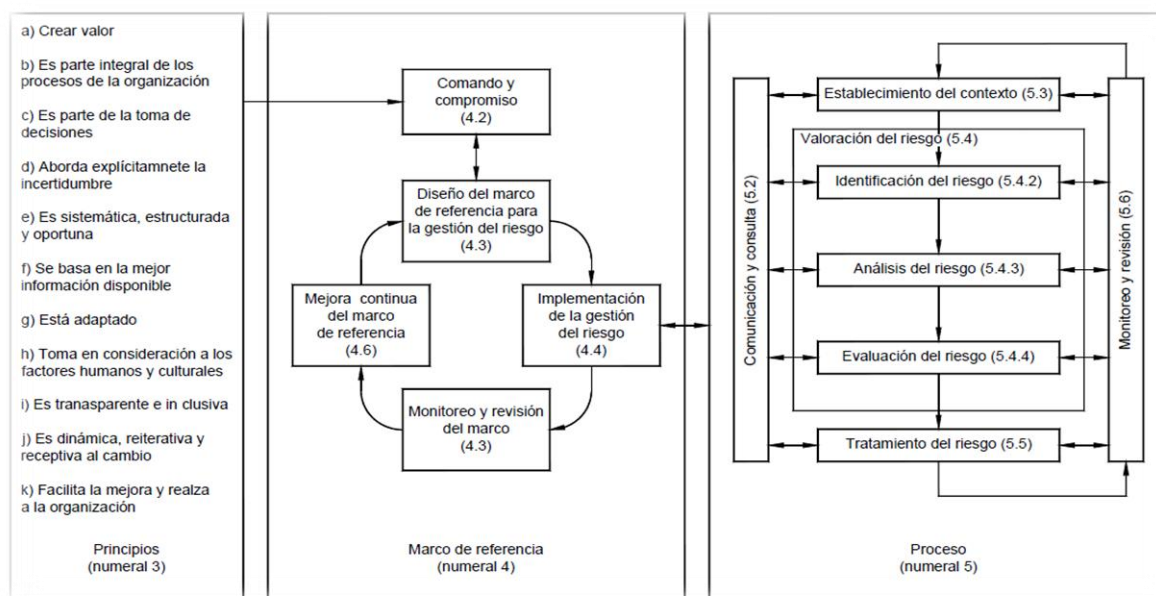 a) Crear valor
b) Es parte integral de los
procesos de la organización
c) Es parte de la toma de
decisiones
d) Aborda explícitamnete la
incertidumbre
e) Es sistemática, estructurada
y oportuna
f) Se basa en la mejor
información disponible
g) Está adaptado
h) Toma en consideración a los
factores humanos y culturales
i) Es tranasparente e in clusiva
j) Es dinámica, reiterativa y
receptiva al cambio
k) Facilita la mejora y realza
a la organización
Principios
(numeral 3)
Comando y
compromiso
(4.2)
Diseño del marco
de referencia para
la gestión del riesgo
(4.3)
Mejora continua
del marco
de referencia
(4.6)
Implementación
de la gestión
del riesgo
(4.4)
Monitoreo y revisión
del marco
(4.3)
Marco de referencia
(numeral 4)
Comunicación y consulta (5.2)
Establecimiento del contexto (5.3)
Valoración del riesgo (5.4)
Identificación del riesgo (5.4.2)
Análisis del riesgo (5.4.3)
Evaluación del riesgo (5.4.4)
Tratamiento del riesgo (5.5)
Monitoreo y revisión (5.6)
Proceso
(numeral 5)